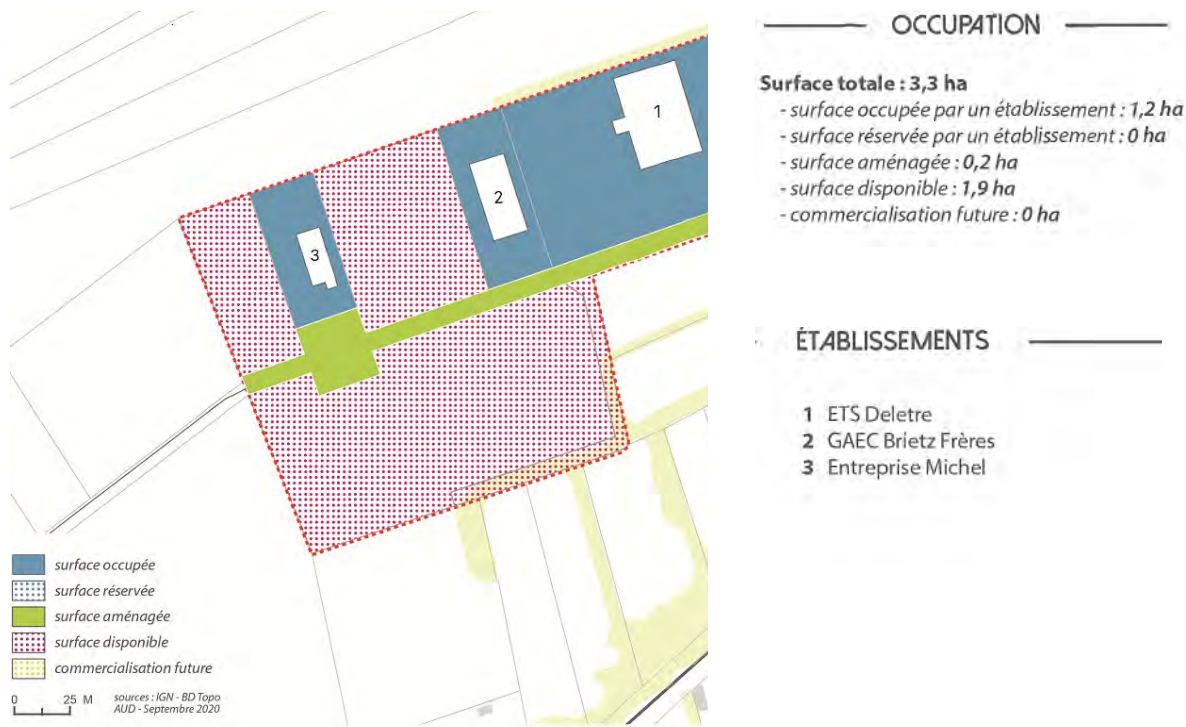 1
2
3
surface occupée
surface réservée
surface aménagée
surface disponible
commercialisation future
0 25 M
sources : IGN - BD Topo
AUD - Septembre 2020
OCCUPATION
Surface totale : 3,3 ha
- surface occupée par un établissement : 1,2 ha
- surface réservée par un établissement : 0 ha
- surface aménagée : 0,2 ha
- surface disponible : 1,9 ha
- commercialisation future : 0 ha
ÉTABLISSEMENTS
1 ETS Deletre
2 GAEC Brietz Frères
3 Entreprise Michel